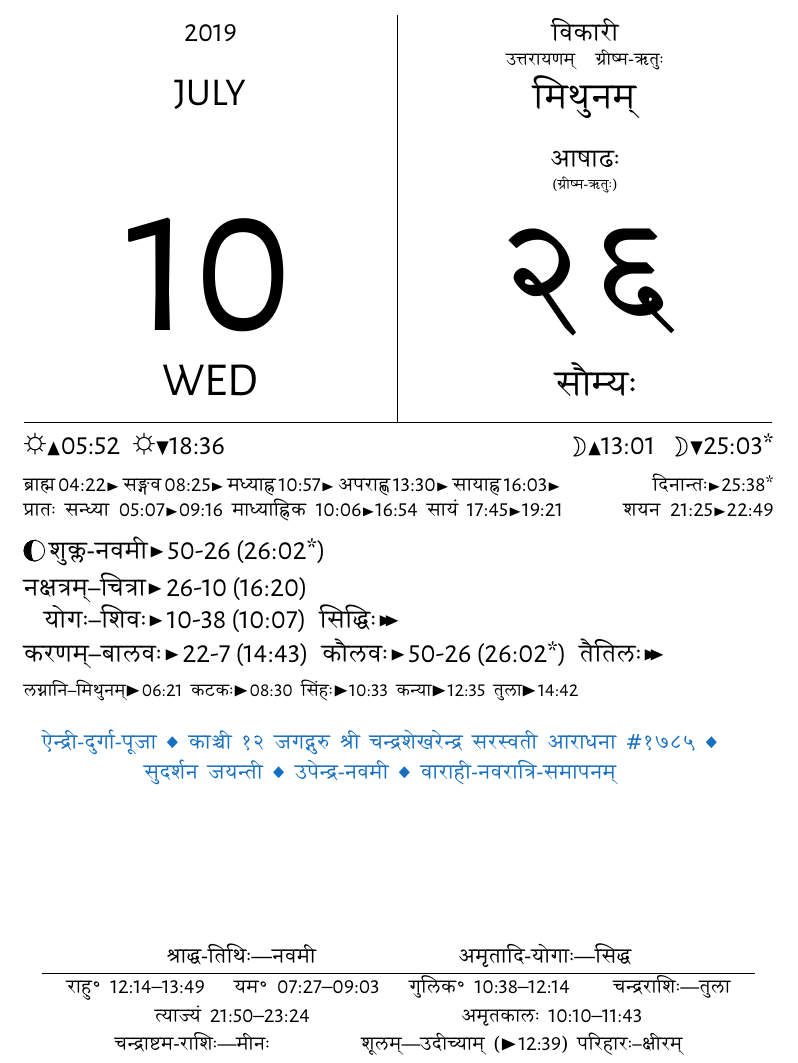 2019
JULY
10
WED
विकारी
उत्तरायणम् ग्रीष्म-ऋतुः
मिथुनम्
आषाढः
(ग्रीष्म-ऋतुः)
२६
सौम्यः
☼▲05:52 ☼▼18:36 ☽▲13:01 ☽▼25:03*
ब्राह्म 04:22► सङ्गव 08:25► मध्याह्न 10:57► अपराह्ण 13:30► सायाह्न 16:03► दिनान्तः►25:38*
प्रातः सन्ध्या 05:07►09:16 माध्याह्निक 10:06►16:54 सायं 17:45►19:21 शयन 21:25►22:49
🌓शुक्ल-नवमी►50-26 (26:02*)
नक्षत्रम्–चित्रा►26-10 (16:20)
योगः–शिवः►10-38 (10:07) सिद्धिः►►
करणम्–बालवः►22-7 (14:43) कौलवः►50-26 (26:02*) तैतिलः►►
लग्नानि–मिथुनम्►06:21 कटकः►08:30 सिंहः►10:33 कन्या►12:35 तुला►14:42
ऐन्द्री-दुर्गा-पूजा ◆ काञ्ची १२ जगद्गुरु श्री चन्द्रशेखरेन्द्र सरस्वती आराधना #१७८५ ◆
सुदर्शन जयन्ती ◆ उपेन्द्र-नवमी ◆ वाराही-नवरात्रि-समापनम्
श्राद्ध-तिथिः—नवमी अमृतादि-योगाः—सिद्ध
राहु॰ 12:14–13:49 यम॰ 07:27–09:03 गुलिक॰ 10:38–12:14 चन्द्रराशिः—तुला
त्याज्यं 21:50–23:24 अमृतकालः 10:10–11:43
चन्द्राष्टम-राशिः—मीनः शूलम्—उदीच्याम् (►12:39) परिहारः–क्षीरम्